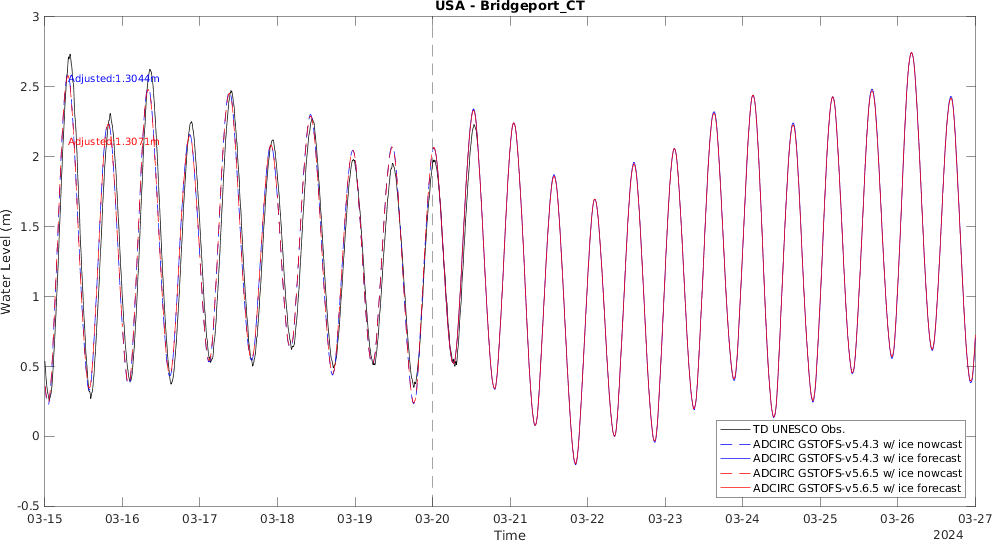 USA - Bridgeport_CT
3
2.5
2
1.5
1
0.5
0
-0.5
Water Level (m)
Adjusted:1.3044m
Adjusted:1.3071m
TD UNESCO Obs.
ADCIRC GSTOFS-v5.4.3 w/ ice nowcast
ADCIRC GSTOFS-v5.4.3 w/ ice forecast
ADCIRC GSTOFS-v5.6.5 w/ ice nowcast
ADCIRC GSTOFS-v5.6.5 w/ ice forecast
03-15 03-16 03-17 03-18 03-19 03-20 03-21 03-22 03-23 03-24 03-25 03-26 03-27
Time
2024